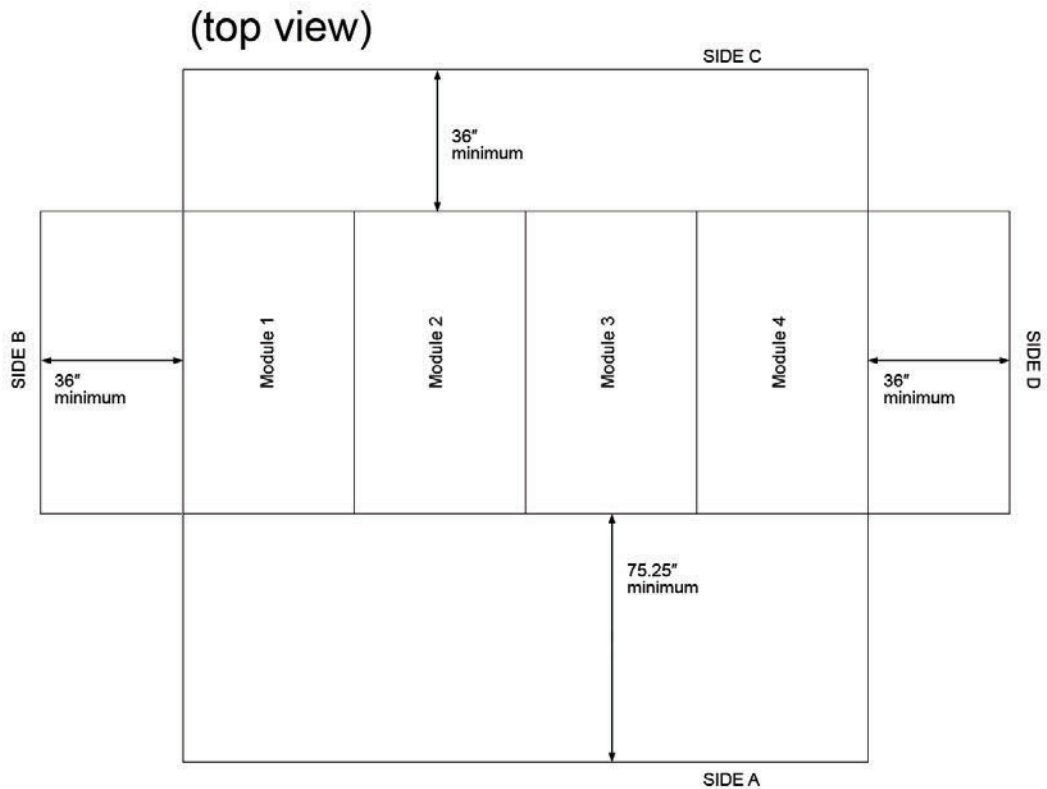 (top view)
SIDE C
36″
minimum
SIDE B
36″
minimum
Module 1
Module 2
Module 3
Module 4
36″
minimum
SIDE D
75.25″
minimum
SIDE A